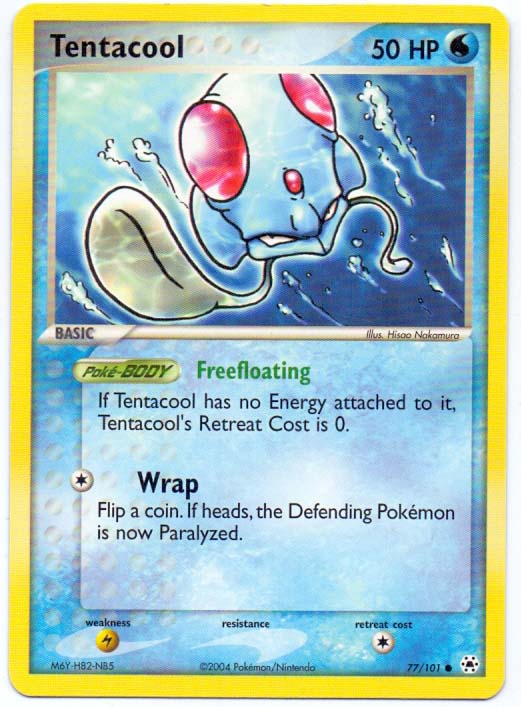 Tentacool
50 HP
BASIC
Illus. Hisao Nakamura
Poké-BODY Freefloating
If Tentacool has no Energy attached to it,
Tentacool's Retreat Cost is 0.
Wrap
Flip a coin. If heads, the Defending Pokémon
is now Paralyzed.
weakness resistance retreat cost
M6Y-H82-NB5 ©2004 Pokémon/Nintendo 77/101